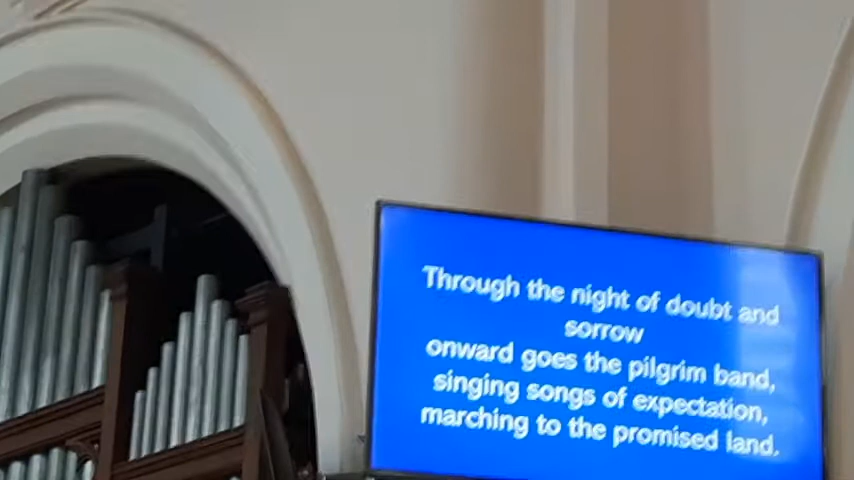 Through the night of doubt and
sorrow
onward goes the pilgrim band,
singing songs of expectation,
marching to the promised land.